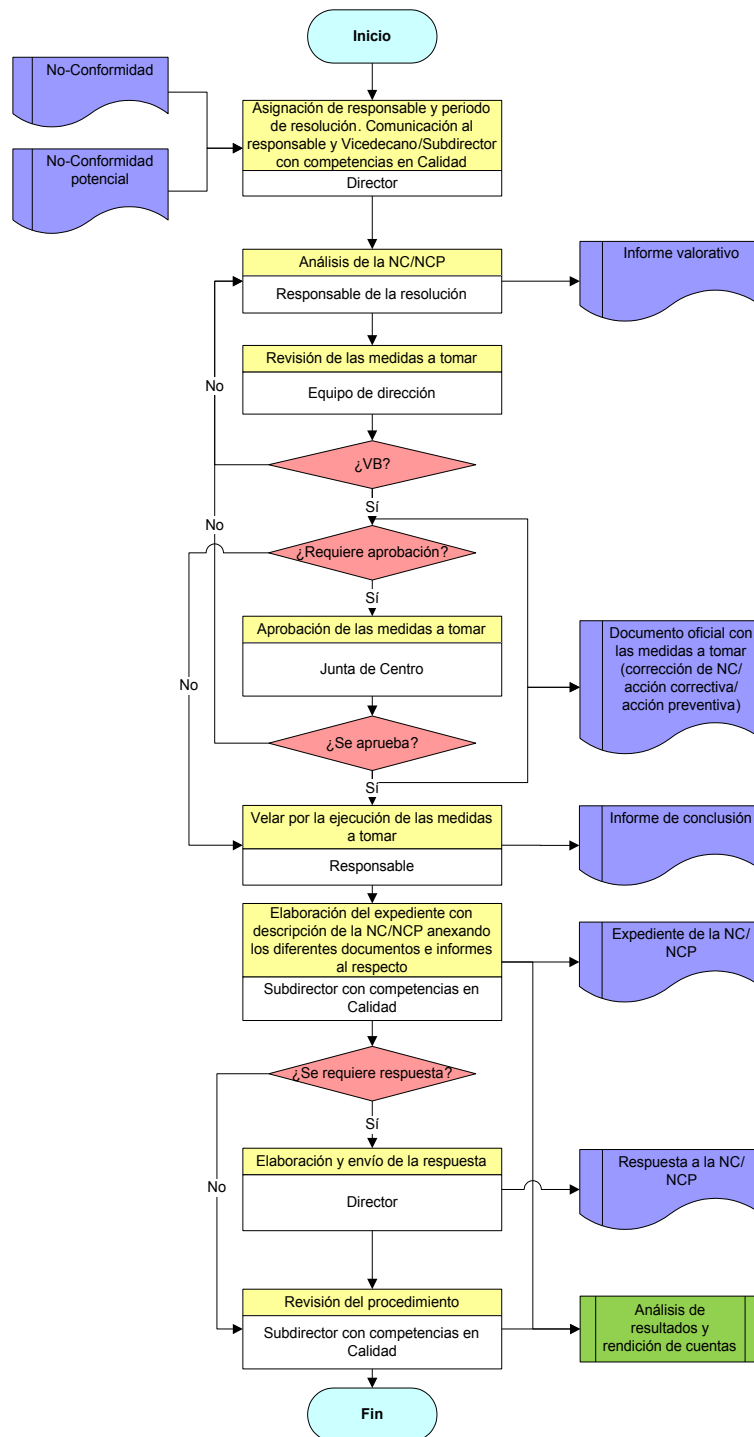 Inicio
No-Conformidad
No-Conformidad
potencial
Asignación de responsable y periodo
de resolución. Comunicación al
responsable y Vicedecano/Subdirector
con competencias en Calidad
Director
Análisis de la NC/NCP
Responsable de la resolución
Informe valorativo
Revisión de las medidas a tomar
Equipo de dirección
No
¿VB?
Sí
No
¿Requiere aprobación?
Sí
Aprobación de las medidas a tomar
Junta de Centro
No
Documento oficial con
las medidas a tomar
(corrección de NC/
acción correctiva/
acción preventiva)
¿Se aprueba?
Sí
Velar por la ejecución de las medidas
a tomar
Responsable
Informe de conclusión
Elaboración del expediente con
descripción de la NC/NCP anexando
los diferentes documentos e informes
al respecto
Subdirector con competencias en
Calidad
Expediente de la NC/
NCP
¿Se requiere respuesta?
Sí
Elaboración y envío de la respuesta
Director
No
Respuesta a la NC/
NCP
Revisión del procedimiento
Subdirector con competencias en
Calidad
Análisis de
resultados y
rendición de cuentas
Fin